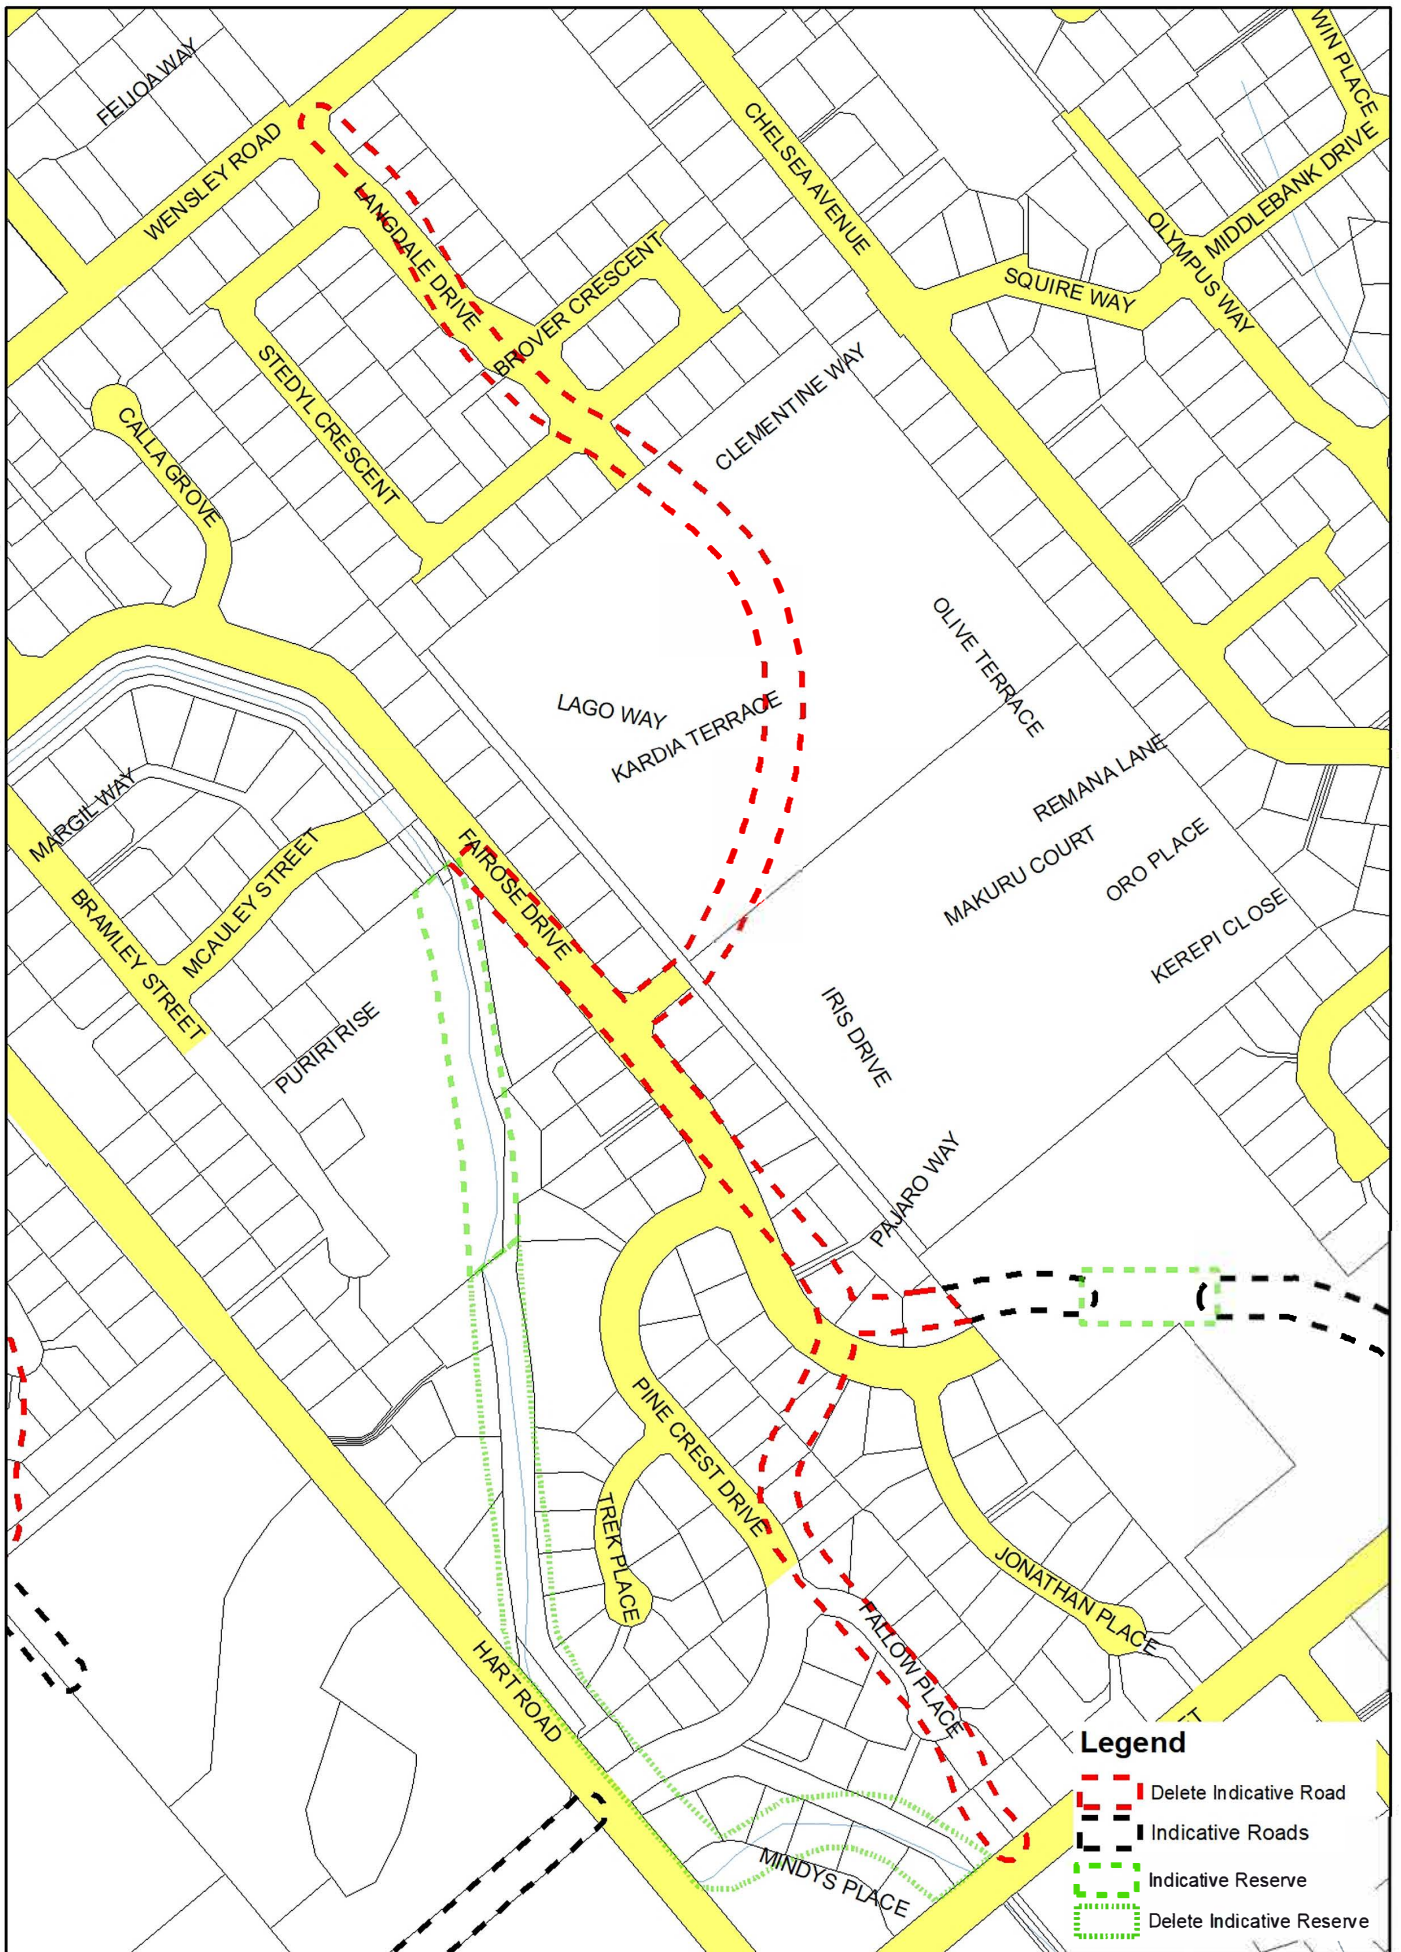 FEIJOA WAY
WIN PLACE
WENSLEY ROAD
CHELSEA AVENUE
MIDDLEBANK DRIVE
LANGDALE DRIVE
OLYMPUS WAY
BROVER CRESCENT
SQUIRE WAY
STEDYL CRESCENT
CLEMENTINE WAY
CALLA GROVE
OLIVE TERRACE
LAGO WAY
KARDIA TERRACE
REMANA LANE
MARGIL WAY
MAKURU COURT
ORO PLACE
FAIROSE DRIVE
MCAULEY STREET
BRAMLEY STREET
KEREPI CLOSE
IRIS DRIVE
PURIRI RISE
PAJARO WAY
PINE CREST DRIVE
TREK PLACE
JONATHAN PLACE
FALLOW PLACE
HART ROAD
MINDYS PLACE
Legend
Delete Indicative Road
Indicative Roads
Indicative Reserve
Delete Indicative Reserve